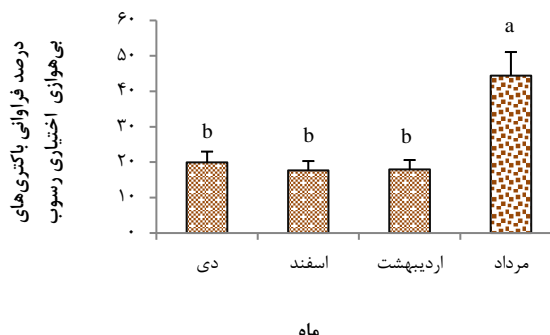 درصد فراوانی باکتری‌های
بی‌هوازی اختیاری رسوب
۶۰
۵۰
۴۰
۳۰
۲۰
۱۰
۰
b
b
b
a
دی
اسفند
اردیبهشت
مرداد
ماه